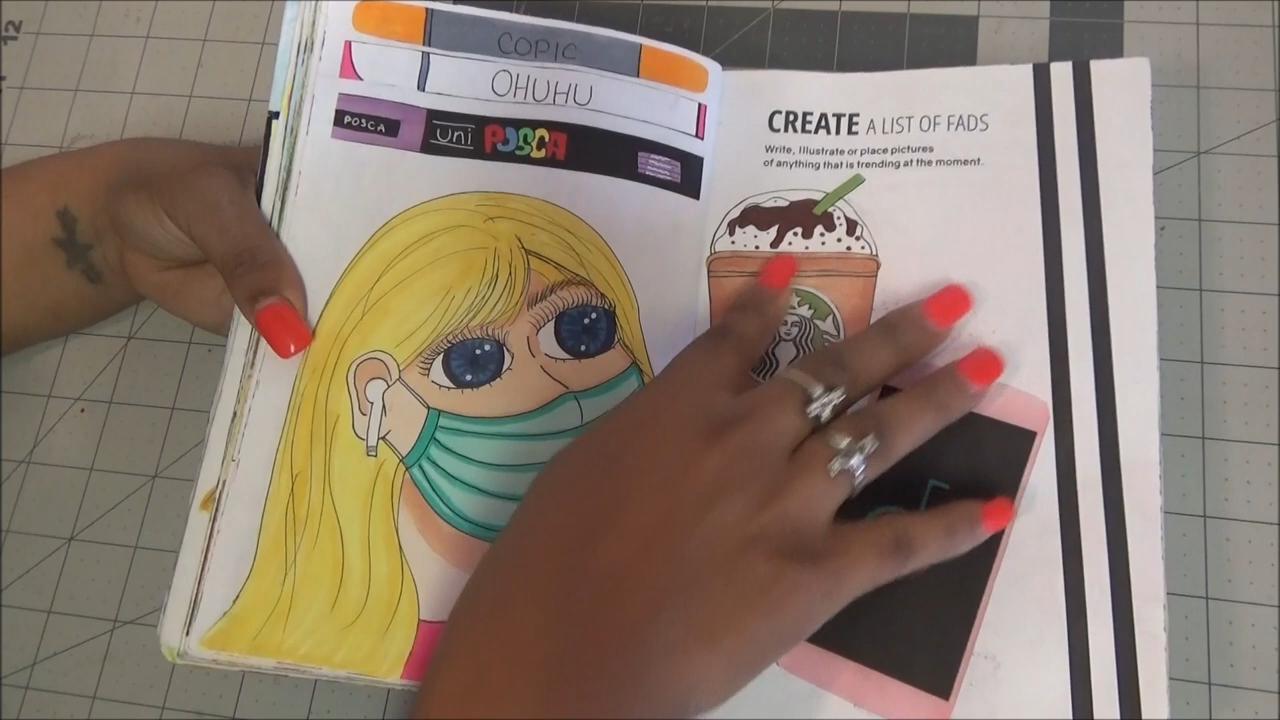 COPIC
OHUHU
POSCA uni POSCA
CREATE A LIST OF FADS
Write, Illustrate or place pictures
of anything that is trending at the moment.
12